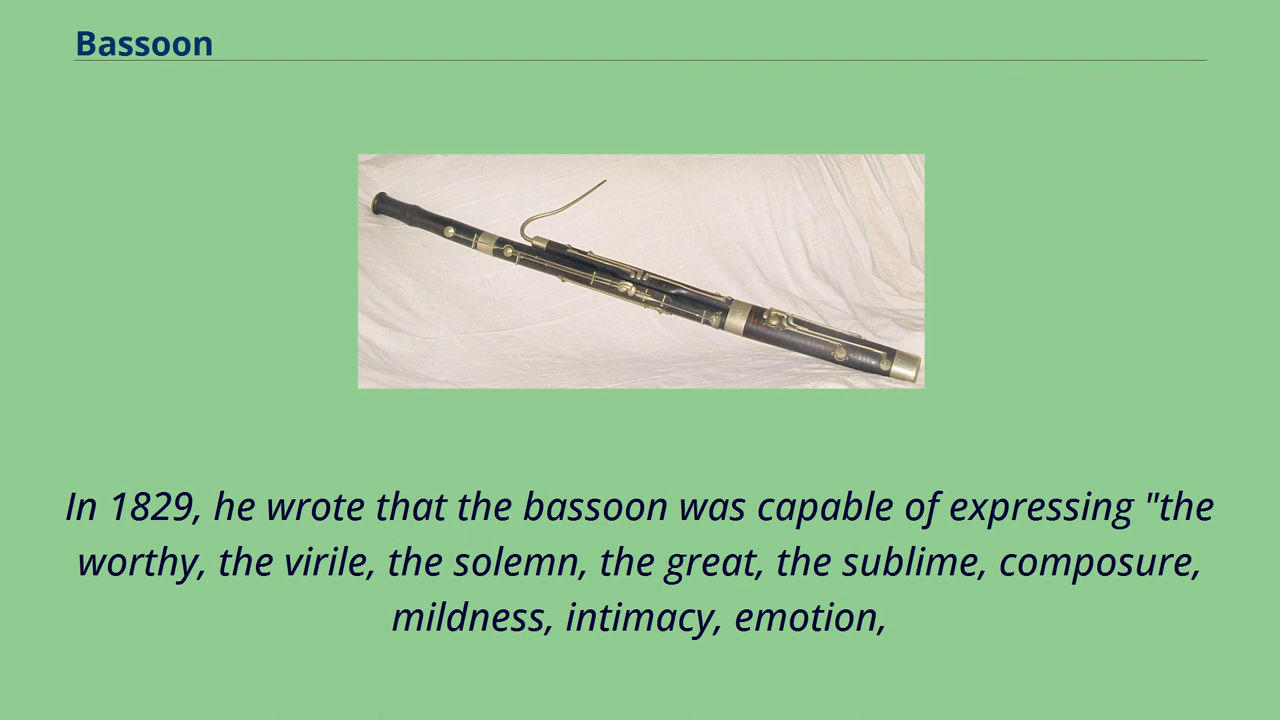 Bassoon
In 1829, he wrote that the bassoon was capable of expressing "the
worthy, the virile, the solemn, the great, the sublime, composure,
mildness, intimacy, emotion,